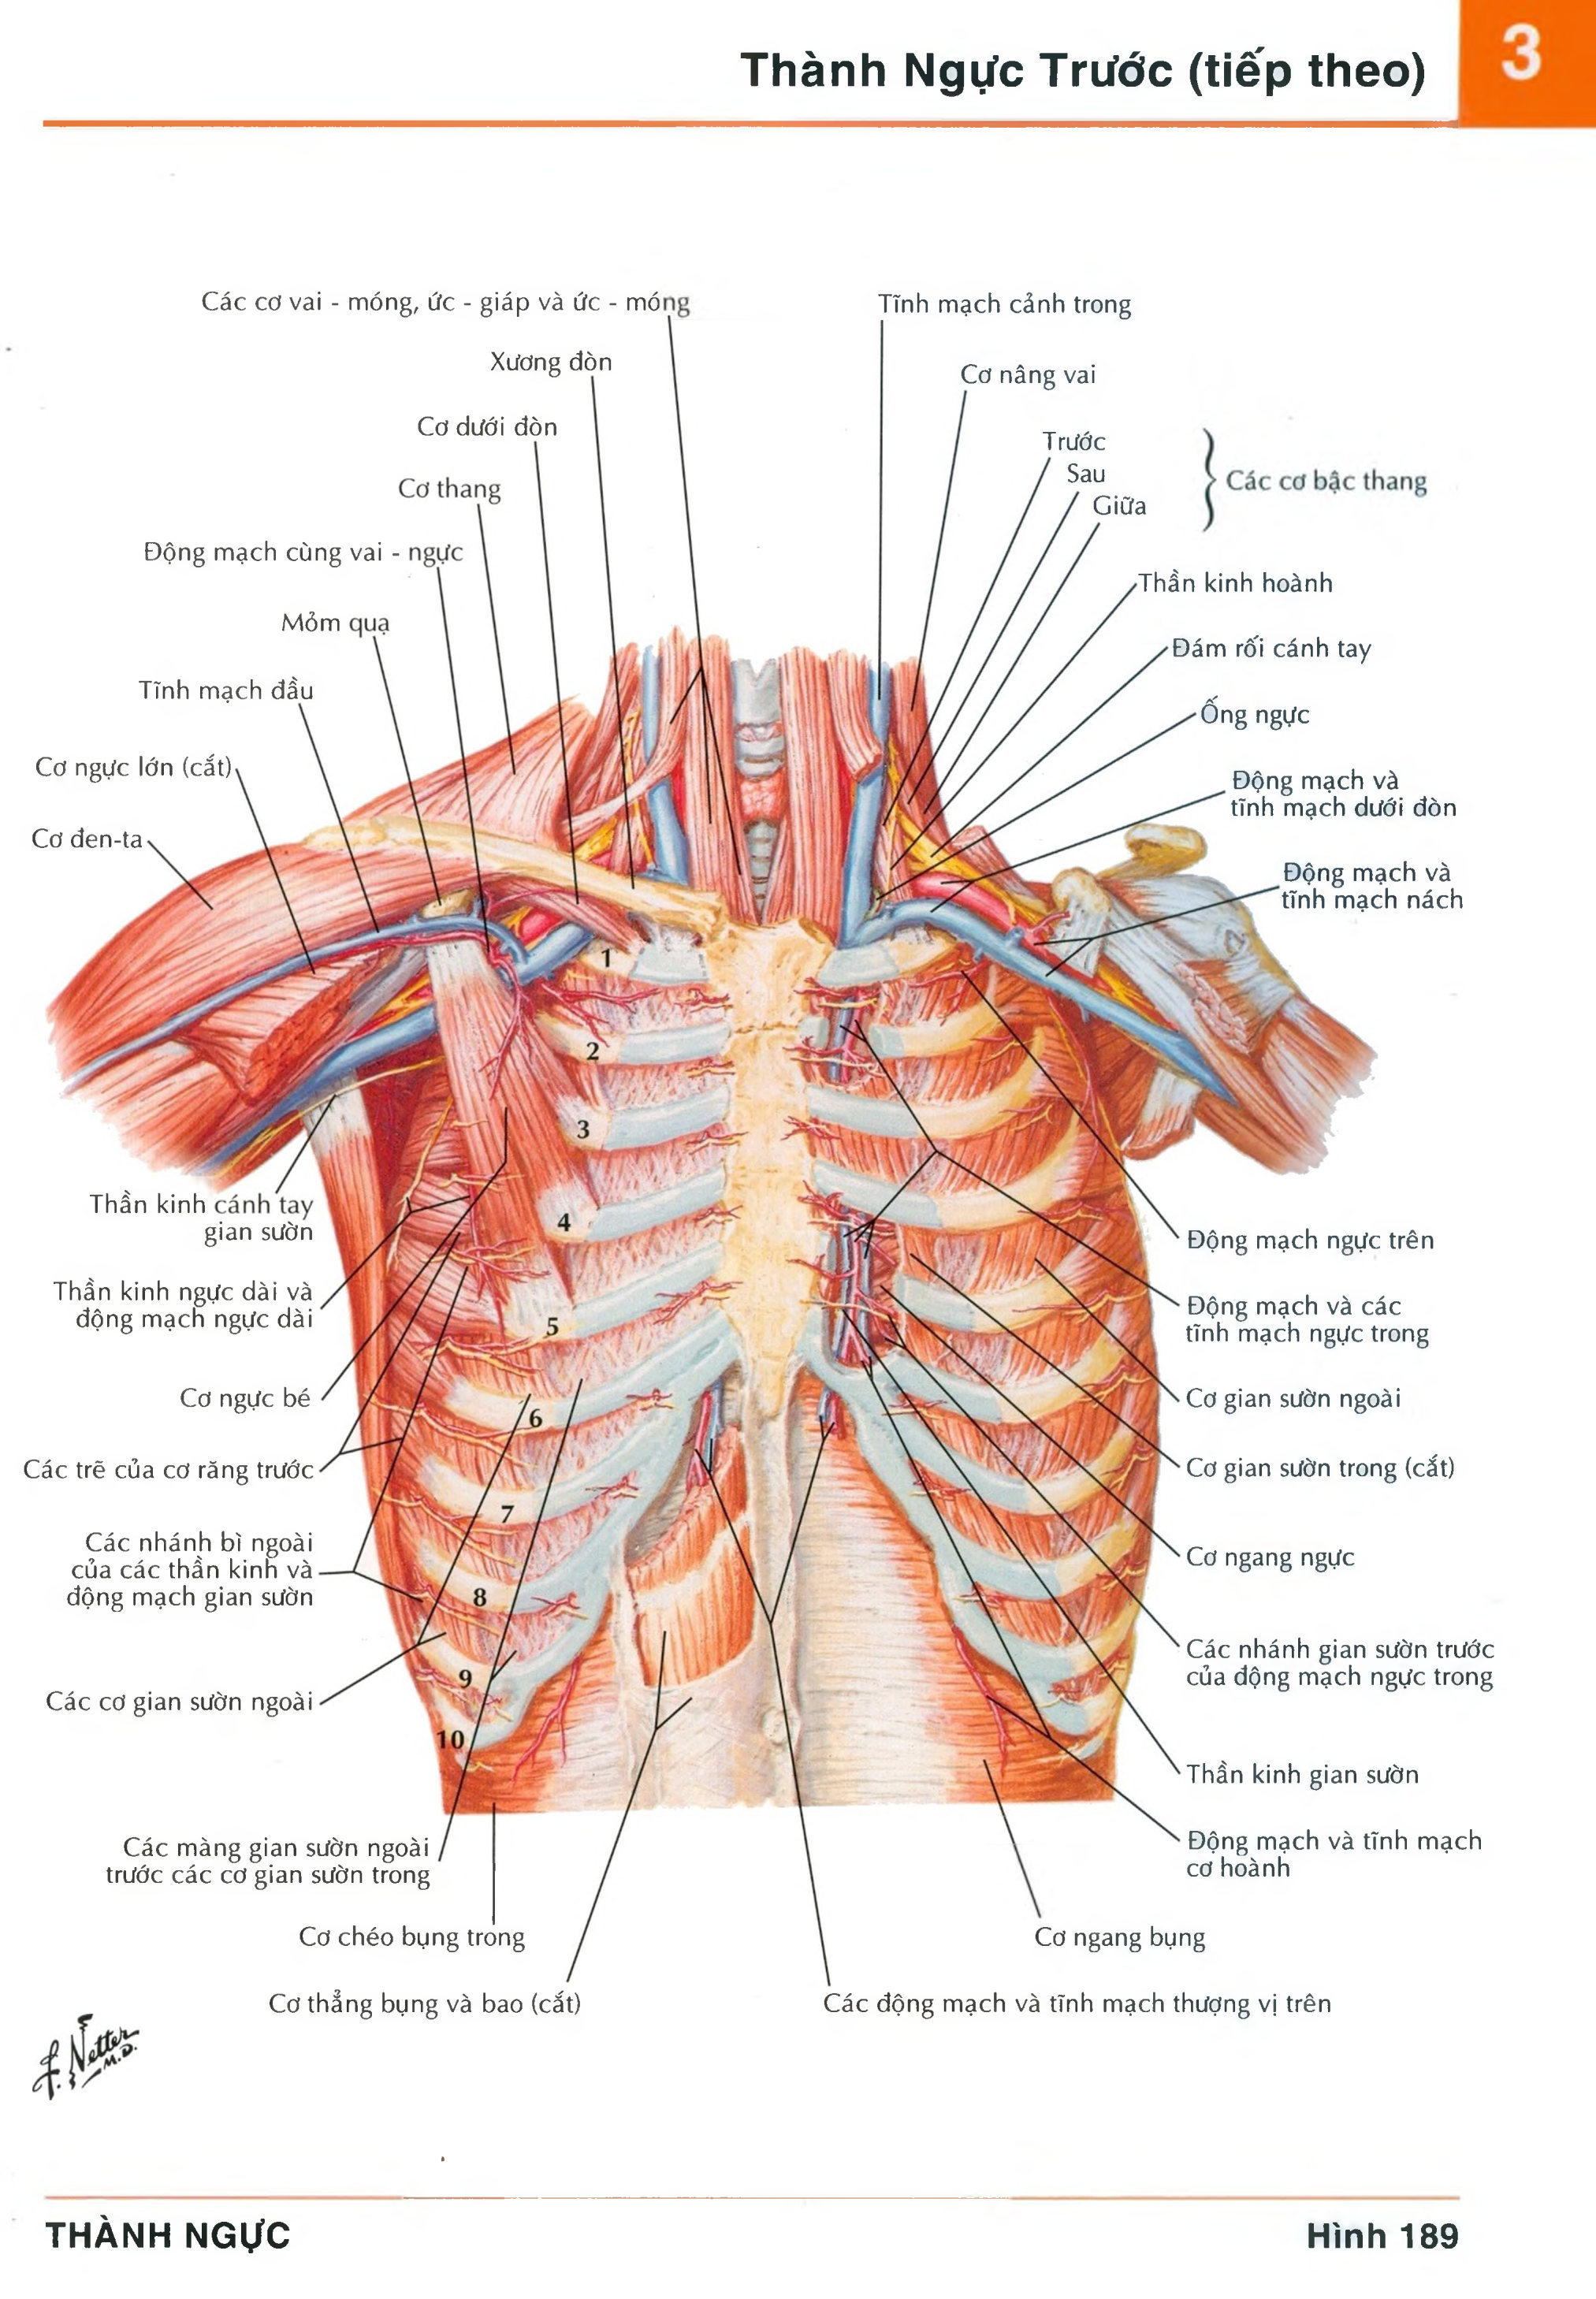 Thành Ngực Trước (tiếp theo)
3
Các cơ vai - móng, ức - giáp và ức - móng
Xương đòn
Cơ dưới đòn
Cơ thang
Động mạch cùng vai - ngực
Mỏm quạ
Tĩnh mạch đầu
Cơ ngực lớn (cắt)
Cơ đen-ta
Tĩnh mạch cảnh trong
Cơ nâng vai
Trước
Sau
Giữa
Các cơ bậc thang
Thần kinh hoành
Đám rối cánh tay
Ống ngực
Động mạch và
tĩnh mạch dưới đòn
Động mạch và
tĩnh mạch nách
1
2
3
4
5
6
7
8
9
10
Thần kinh cánh tay
gian sườn
Thần kinh ngực dài và
động mạch ngực dài
Cơ ngực bé
Các trẽ của cơ răng trước
Các nhánh bì ngoài
của các thần kinh và
động mạch gian sườn
Các cơ gian sườn ngoài
Các màng gian sườn ngoài
trước các cơ gian sườn trong
Cơ chéo bụng trong
Cơ thẳng bụng và bao (cắt)
Động mạch ngực trên
Động mạch và các
tĩnh mạch ngực trong
Cơ gian sườn ngoài
Cơ gian sườn trong (cắt)
Cơ ngang ngực
Các nhánh gian sườn trước
của động mạch ngực trong
Thần kinh gian sườn
Động mạch và tĩnh mạch
cơ hoành
Cơ ngang bụng
Các động mạch và tĩnh mạch thượng vị trên
F. Netter
M.D.
THÀNH NGỰC
Hình 189